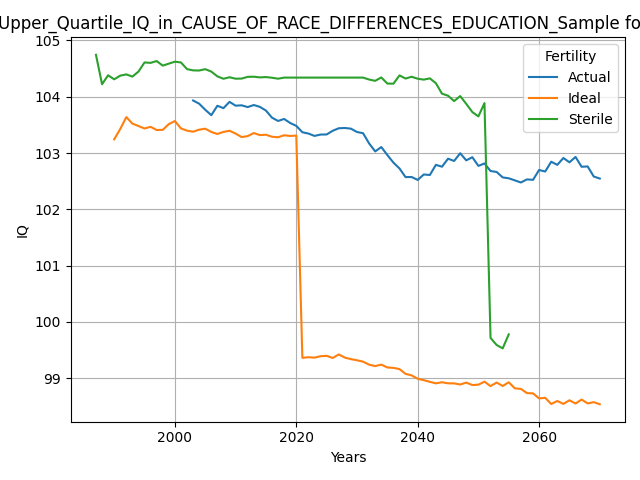 Upper_Quartile_IQ_in_CAUSE_OF_RACE_DIFFERENCES_EDUCATION_Sample fo
105
104
103
102
101
100
99
IQ
Fertility
Actual
Ideal
Sterile
2000
2020
2040
2060
Years